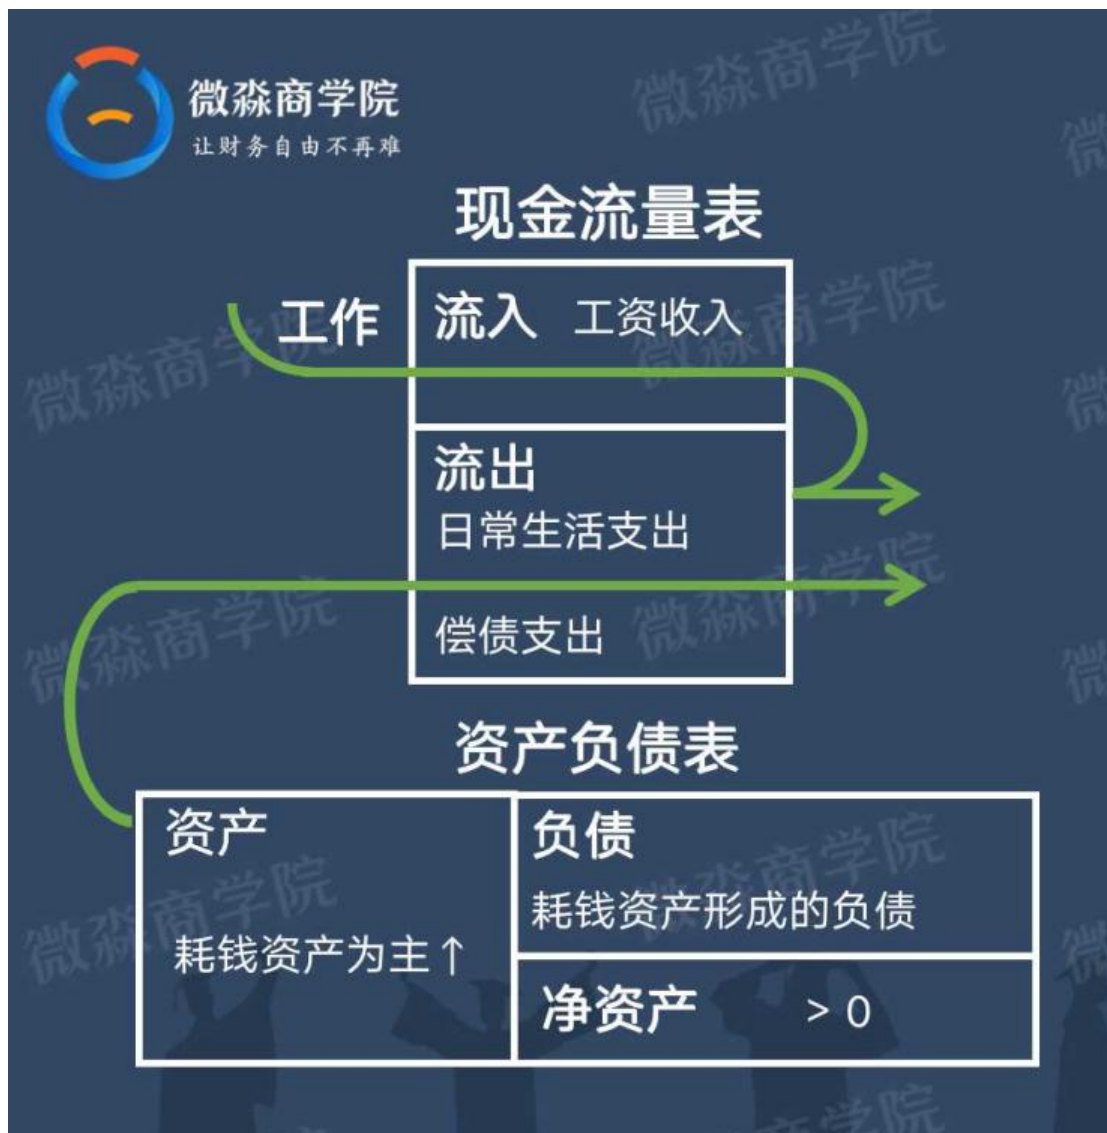 微淼商学院
让财务自由不再难
现金流量表
工作
流入 工资收入
流出
日常生活支出
偿债支出
资产负债表
资产
耗钱资产为主↑
负债
耗钱资产形成的负债
净资产 > 0